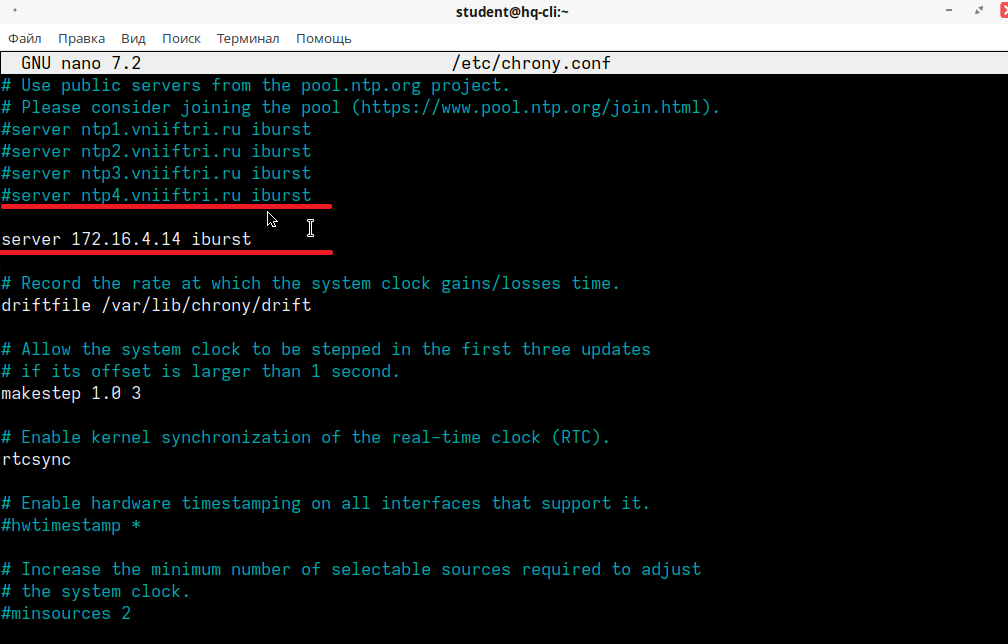 student@hq-cli:~
Файл Правка Вид Поиск Терминал Помощь
GNU nano 7.2 /etc/chrony.conf
# Use public servers from the pool.ntp.org project.
# Please consider joining the pool (https://www.pool.ntp.org/join.html).
#server ntp1.vniiftri.ru iburst
#server ntp2.vniiftri.ru iburst
#server ntp3.vniiftri.ru iburst
#server ntp4.vniiftri.ru iburst
server 172.16.4.14 iburst
# Record the rate at which the system clock gains/losses time.
driftfile /var/lib/chrony/drift
# Allow the system clock to be stepped in the first three updates
# if its offset is larger than 1 second.
makestep 1.0 3
# Enable kernel synchronization of the real-time clock (RTC).
rtcsync
# Enable hardware timestamping on all interfaces that support it.
#hwtimestamp *
# Increase the minimum number of selectable sources required to adjust
# the system clock.
#minsources 2